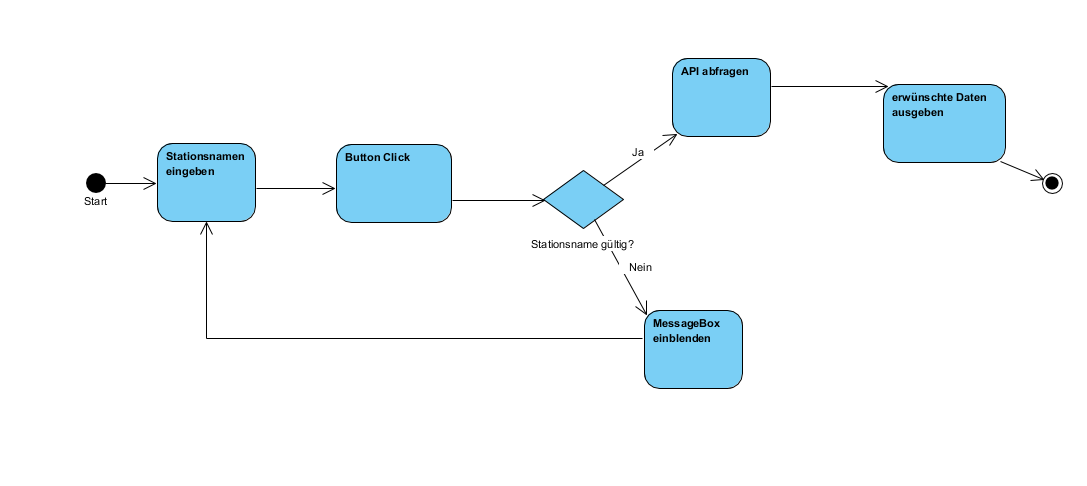 API abfragen
erwünschte Daten
ausgeben
Stationsnamen
eingeben
Button Click
Ja
Start
Stationsname gültig?
Nein
MessageBox
einblenden